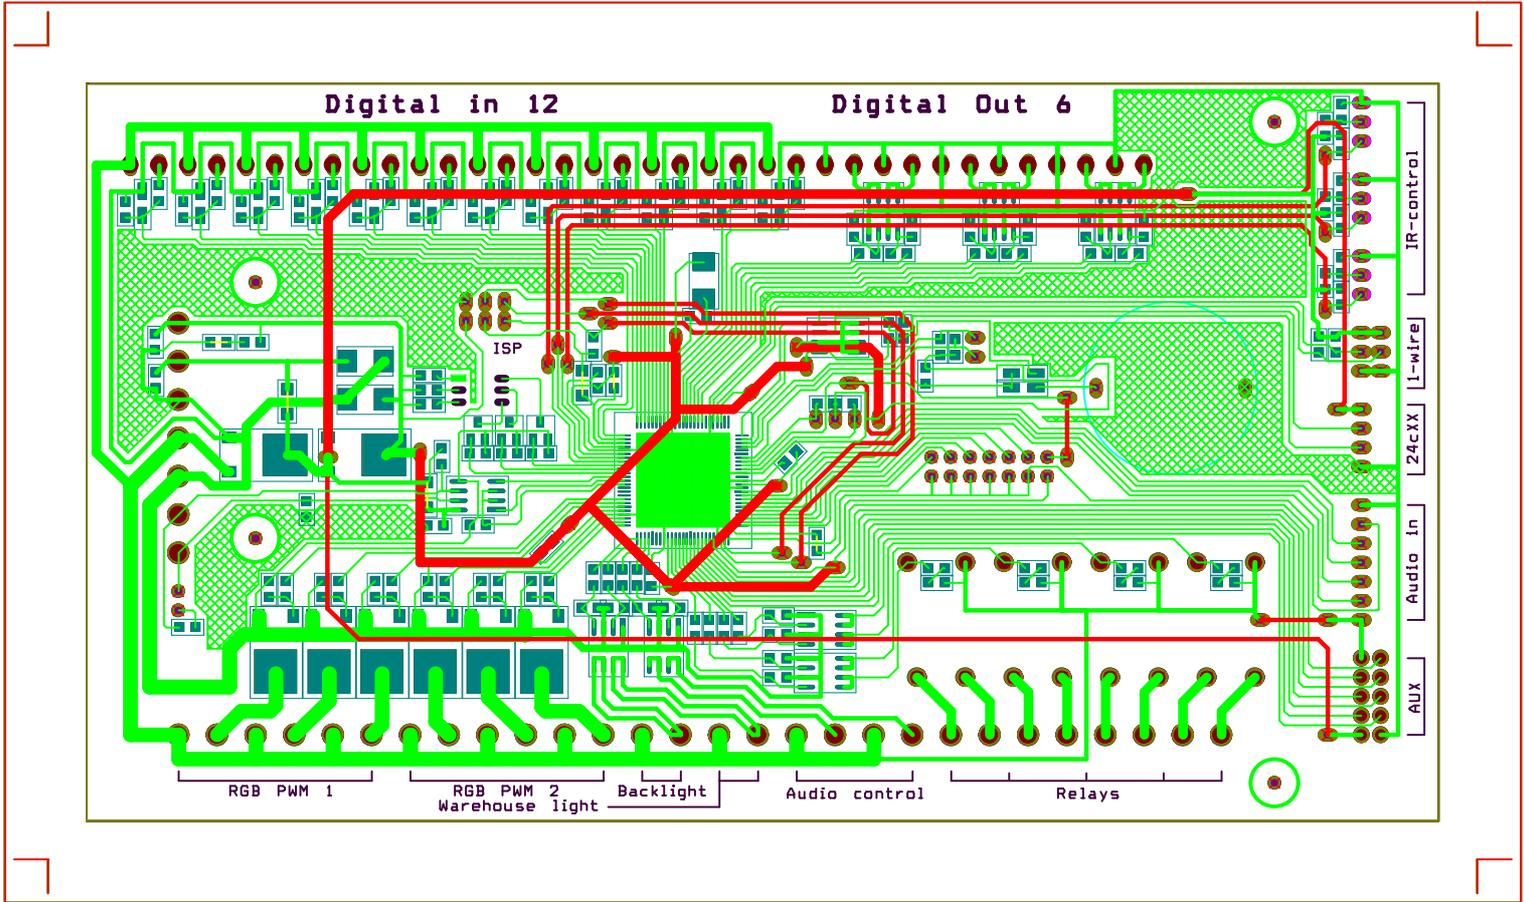 Digital in 12
Digital Out 6
IR-control
ISP
1-wire
24cXX
Audio in
AUX
RGB PWM 1
RGB PWM 2
Backlight
Audio control
Relays
Warehouse light